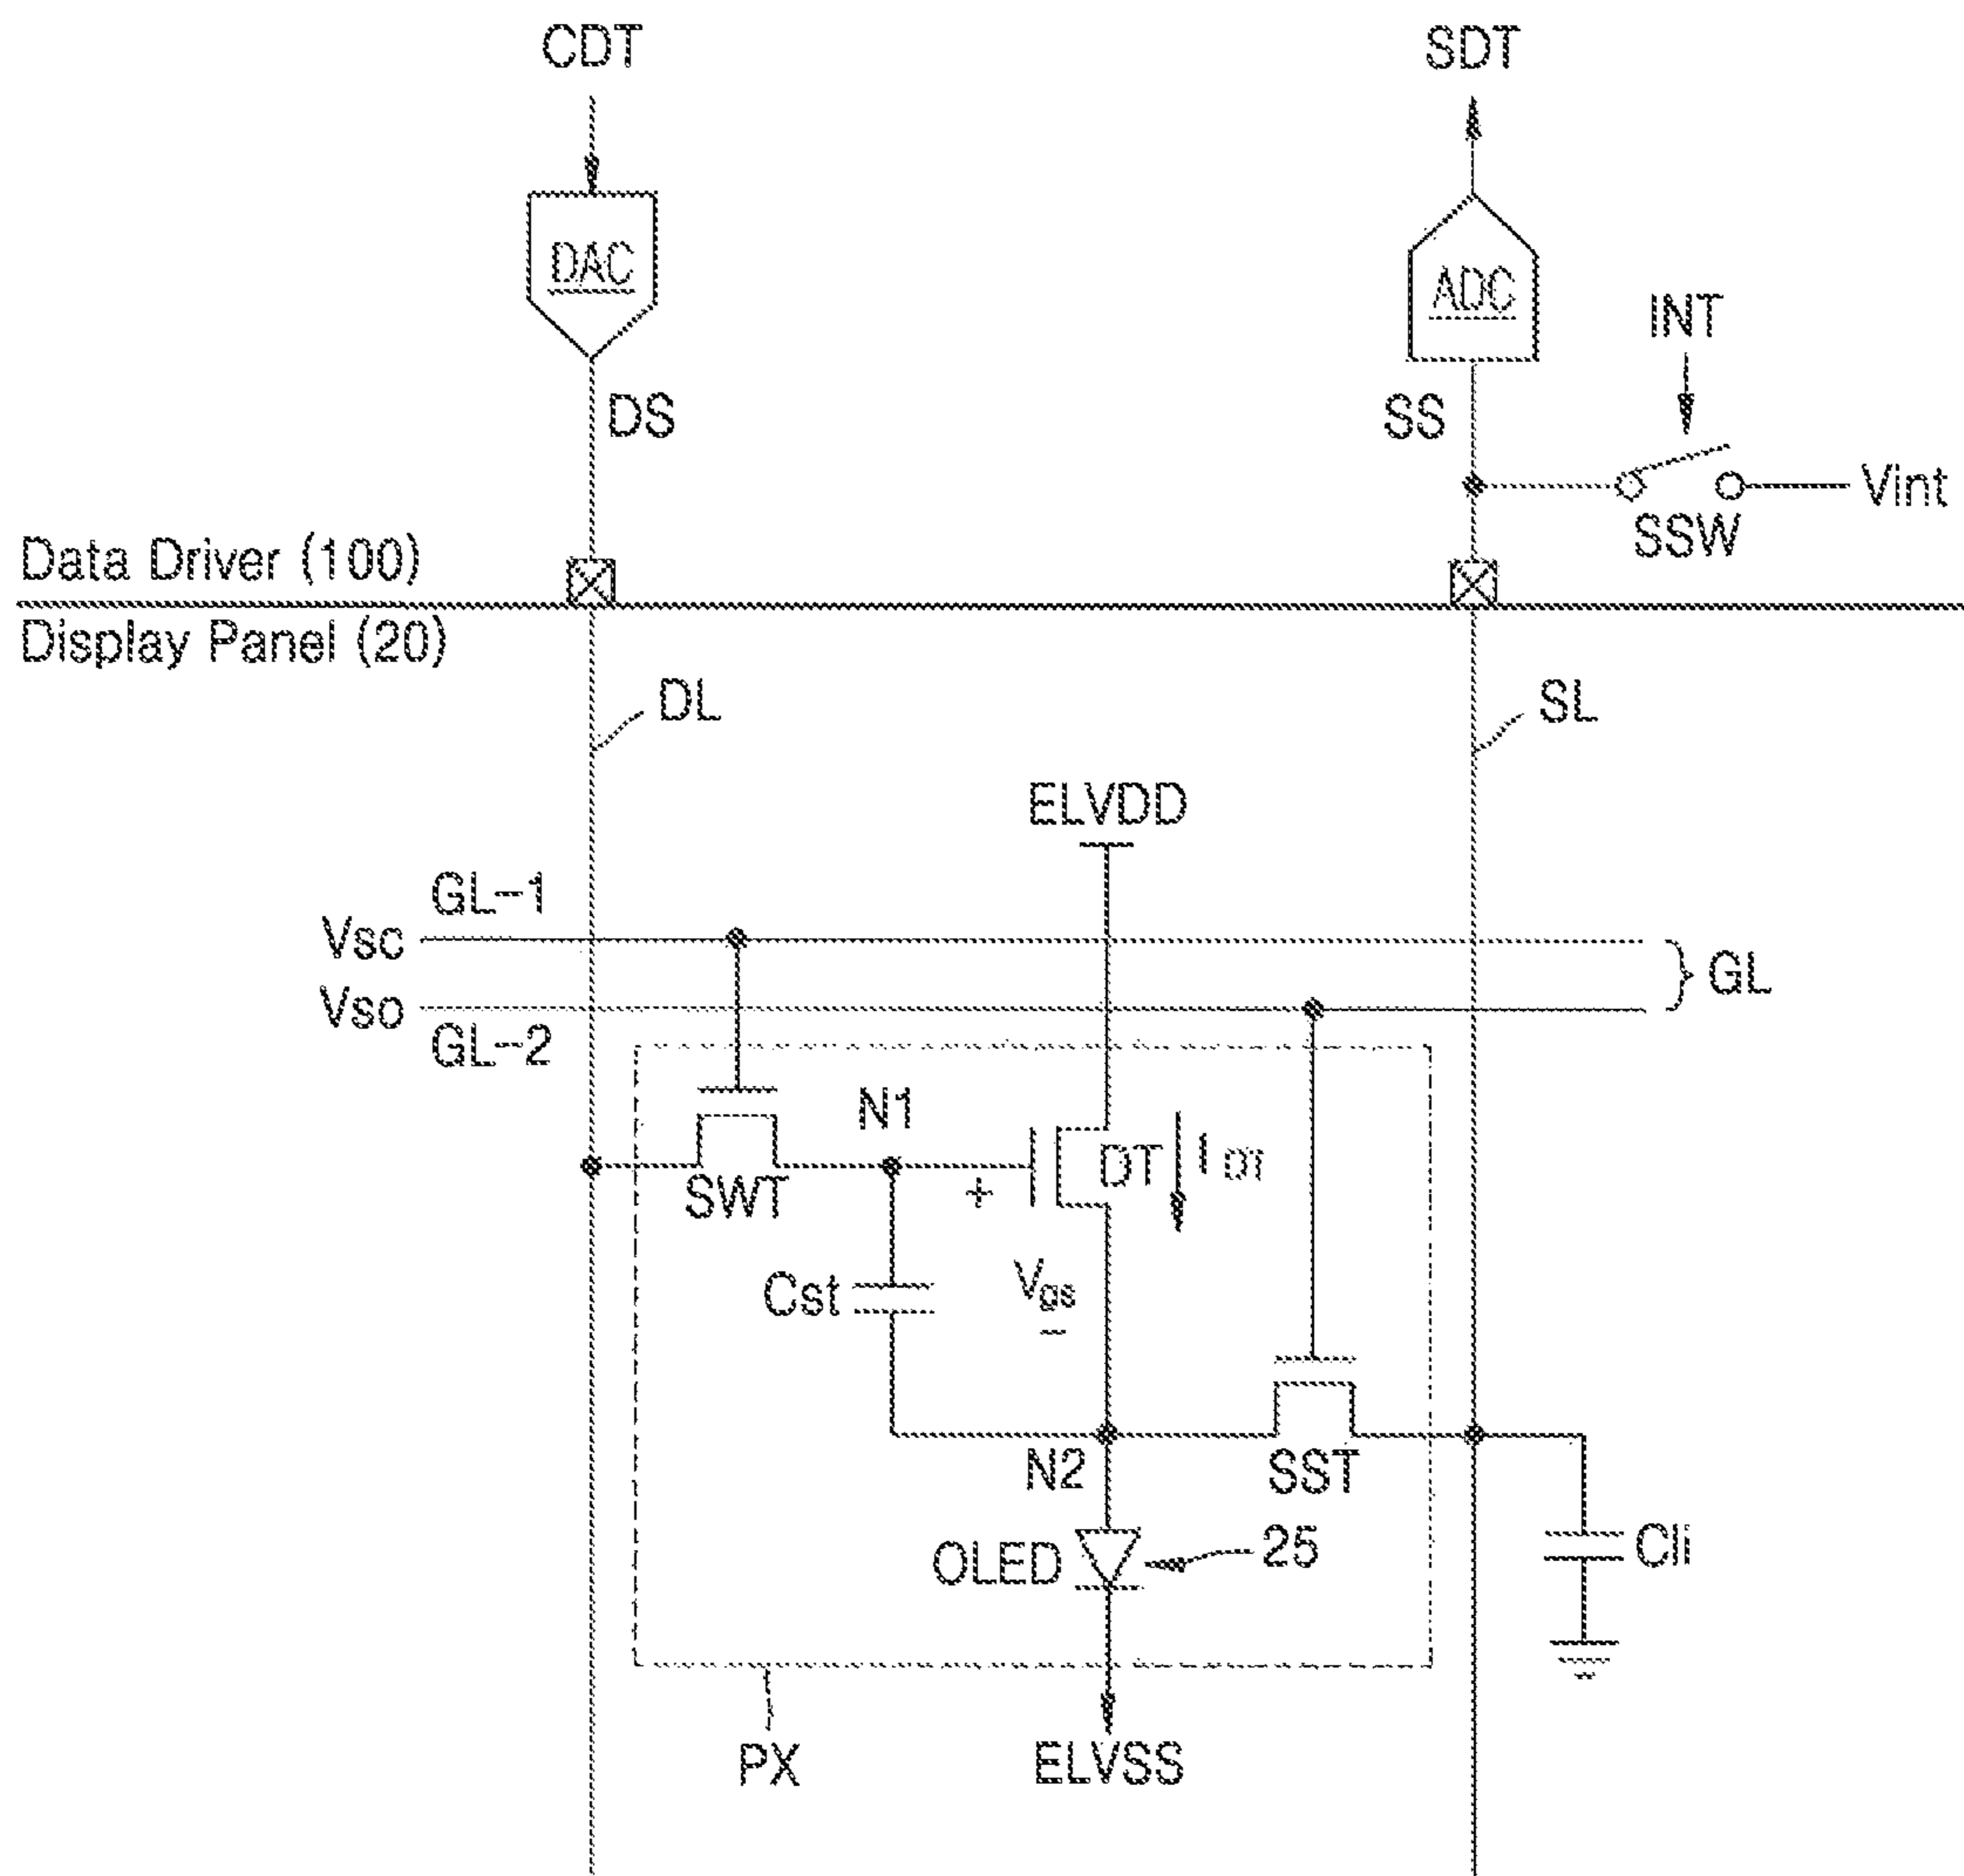 CDT
SDT
DAC
ADC
INT
DS
SS
Vint
SSW
Data Driver (100)
Display Panel (20)
DL
SL
ELVDD
GL-1
Vsc
GL
Vso
GL-2
N1
DT
I DT
SWT
+
Cst
Vgs
−
N2
SST
OLED
25
Cli
PX
ELVSS